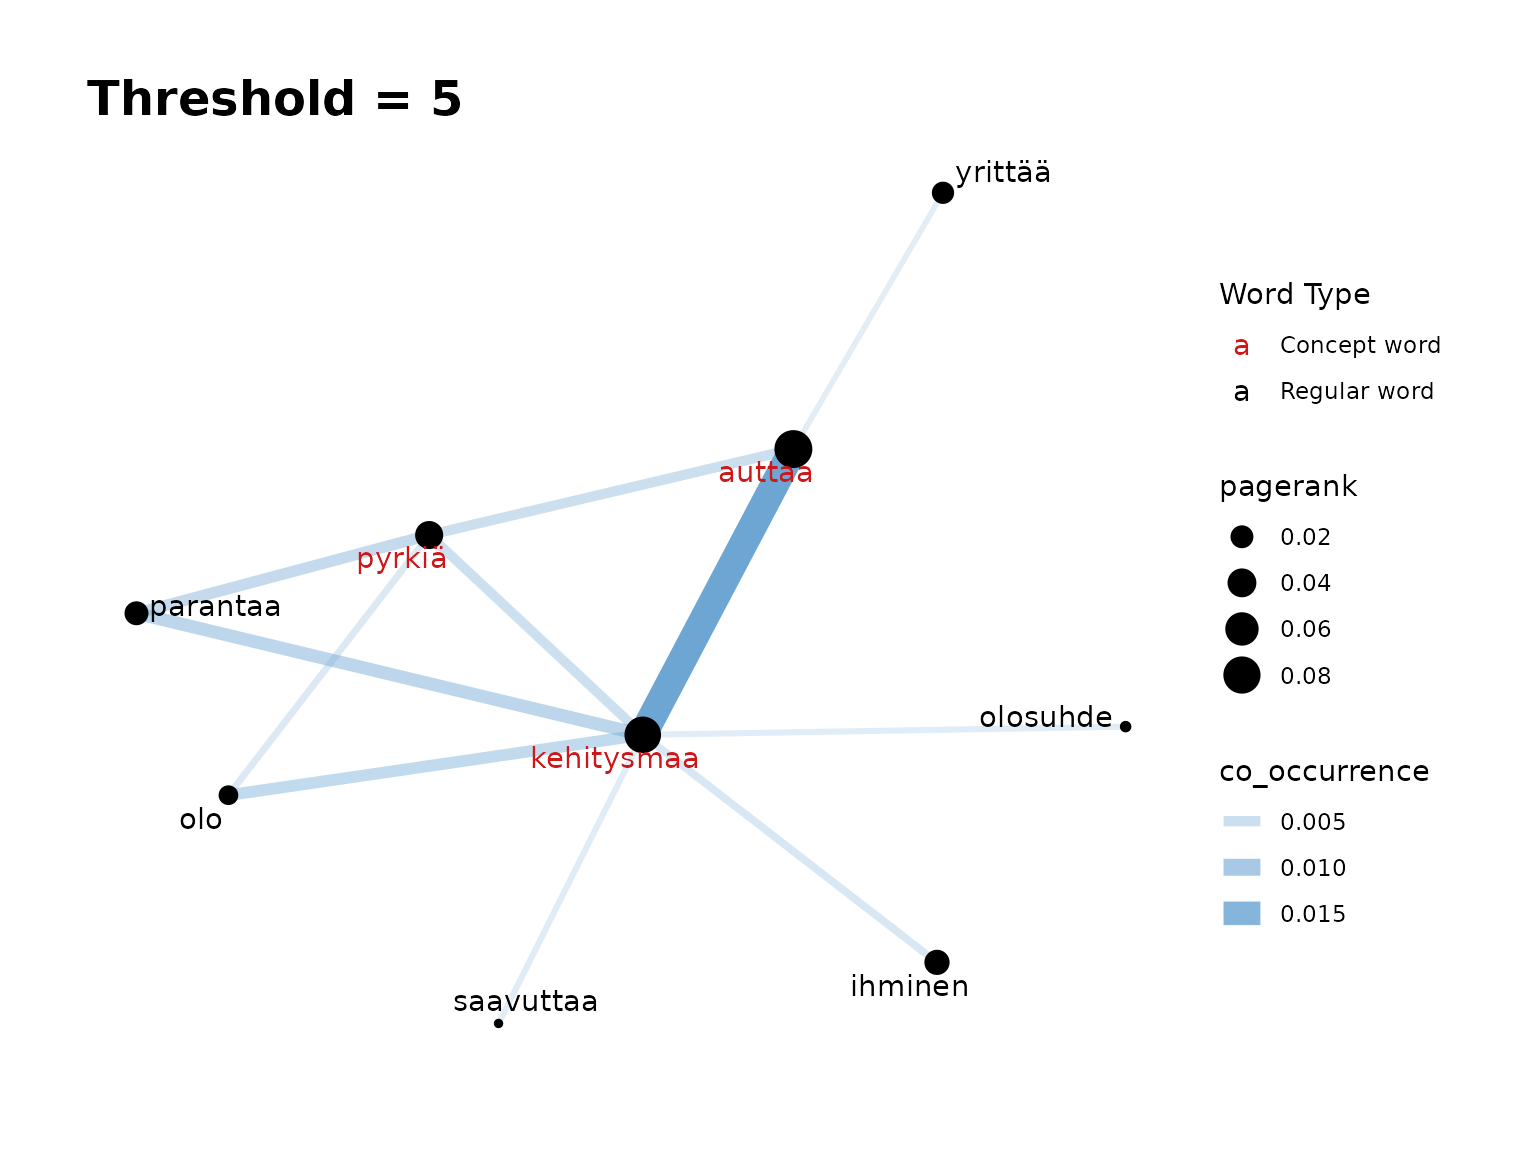 Threshold = 5
yrittää
auttaa
pyrkiä
parantaa
olosuhde
kehitysmaa
olo
ihminen
saavuttaa
Word Type
a Concept word
a Regular word
pagerank
0.02
0.04
0.06
0.08
co_occurrence
0.005
0.010
0.015